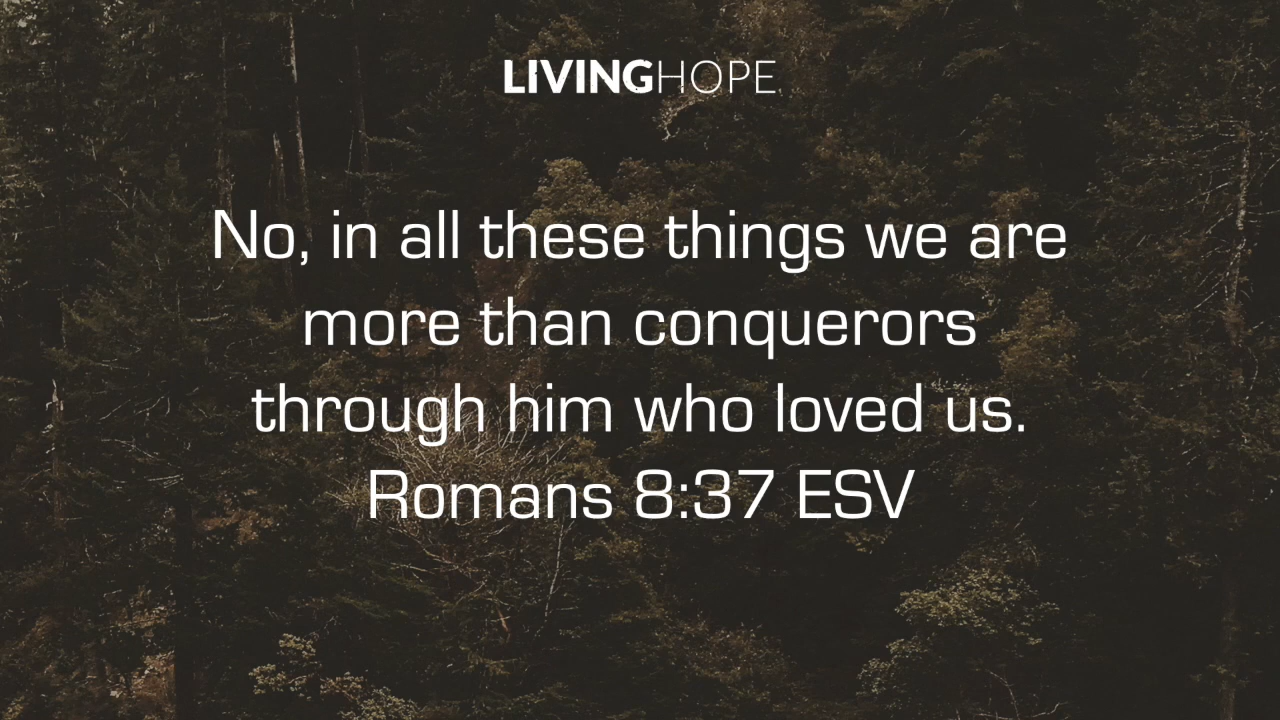 LIVINGHOPE
No, in all these things we are
more than conquerors
through him who loved us.
Romans 8:37 ESV